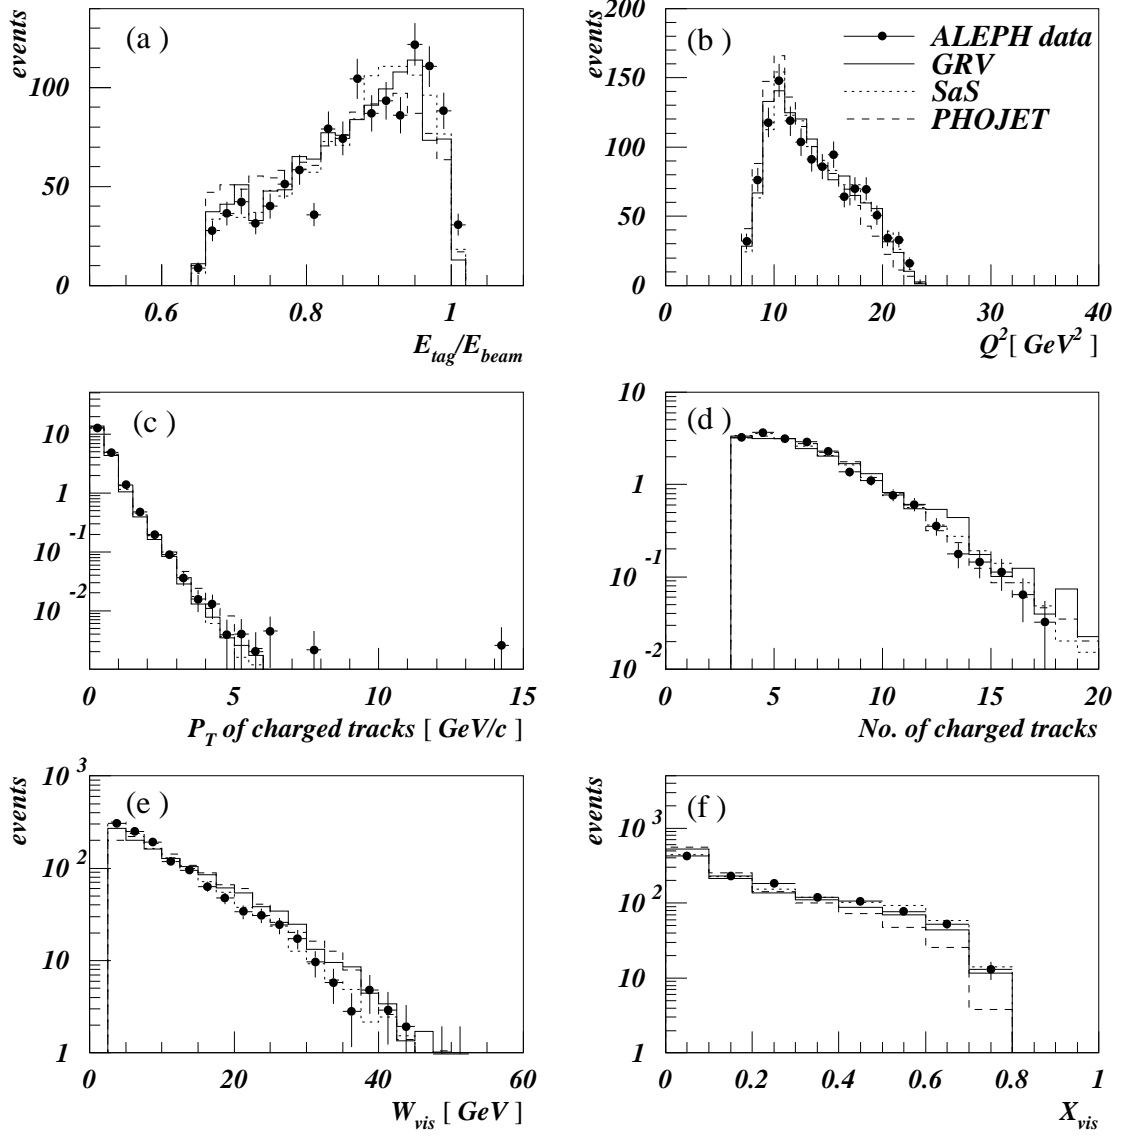 (a )
events
100
50
0
0.6 0.8 1
E_tag/E_beam
(b )
events
200
150
100
50
0
ALEPH data
GRV
SaS
PHOJET
0 10 20 30 40
Q^2[ GeV^2 ]
(c )
10
1
10^-1
10^-2
0 5 10 15
P_T of charged tracks [ GeV/c ]
(d )
10
1
10^-1
10^-2
0 5 10 15 20
No. of charged tracks
(e )
events
10^3
10^2
10
1
0 20 40 60
W_vis [ GeV ]
(f )
events
10^3
10^2
10
1
0 0.2 0.4 0.6 0.8 1
X_vis